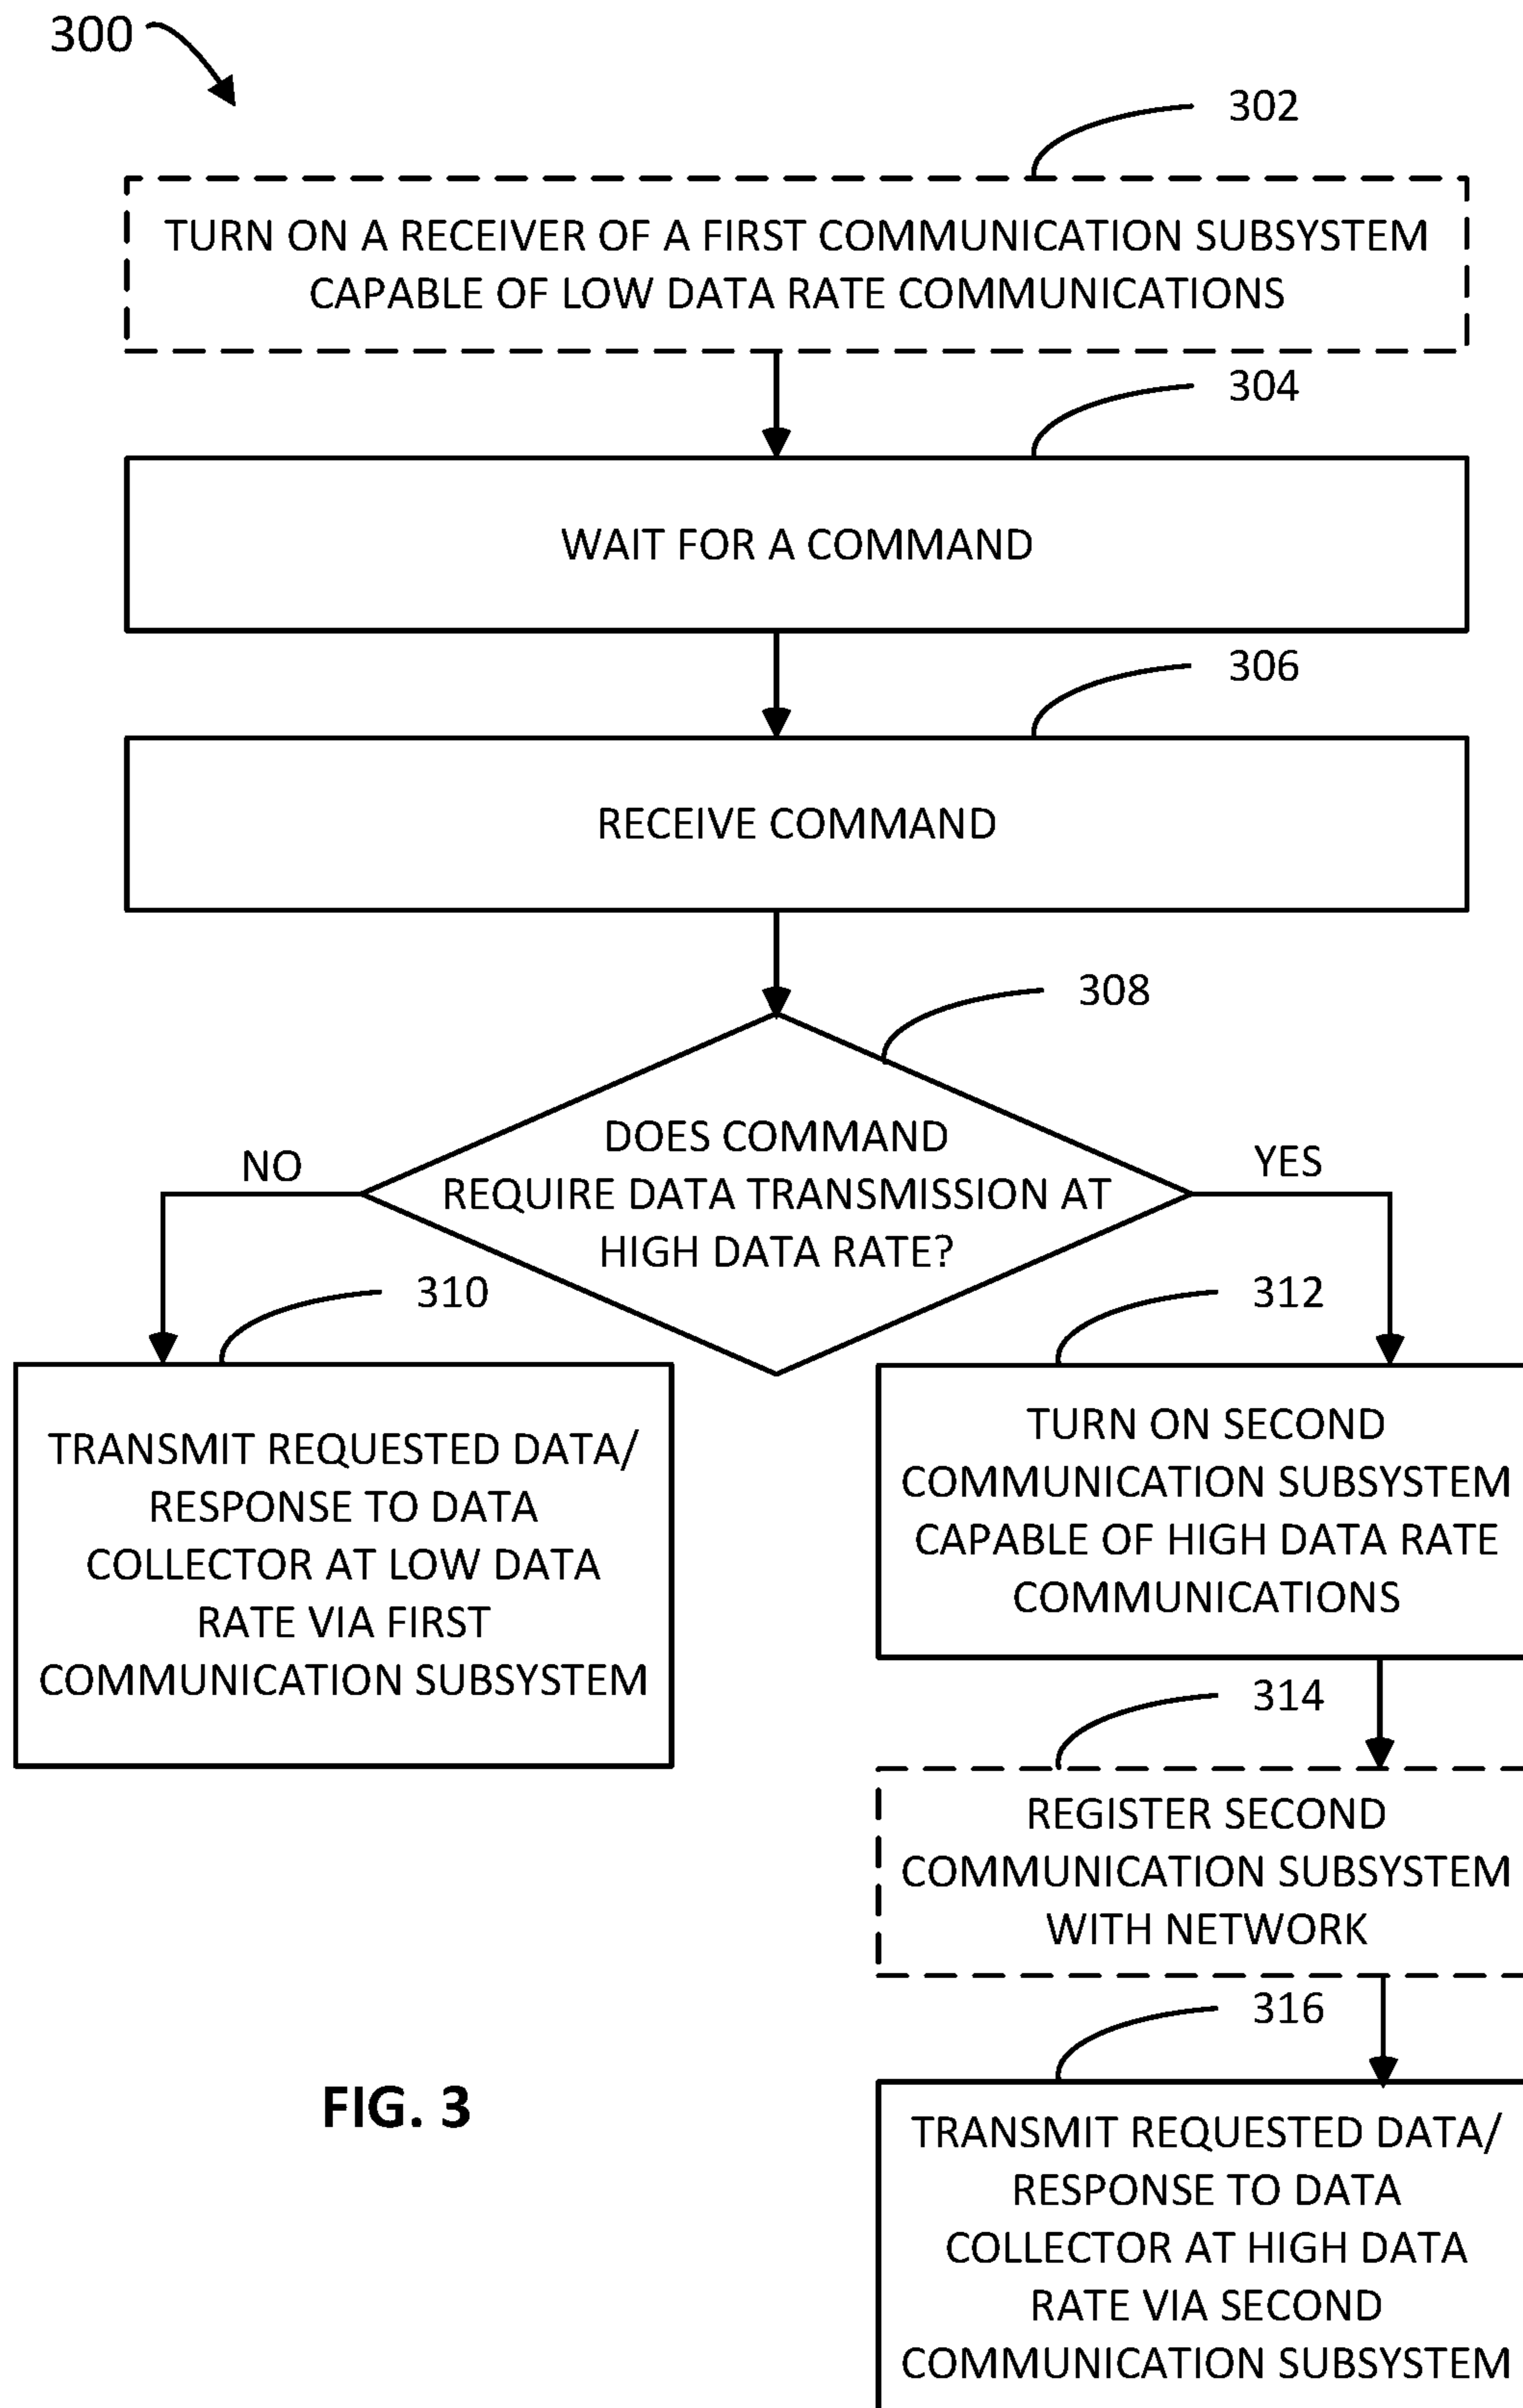 300
302
TURN ON A RECEIVER OF A FIRST COMMUNICATION SUBSYSTEM
CAPABLE OF LOW DATA RATE COMMUNICATIONS
304
WAIT FOR A COMMAND
306
RECEIVE COMMAND
308
DOES COMMAND
REQUIRE DATA TRANSMISSION AT
HIGH DATA RATE?
NO
YES
310
TRANSMIT REQUESTED DATA/
RESPONSE TO DATA
COLLECTOR AT LOW DATA
RATE VIA FIRST
COMMUNICATION SUBSYSTEM
312
TURN ON SECOND
COMMUNICATION SUBSYSTEM
CAPABLE OF HIGH DATA RATE
COMMUNICATIONS
314
REGISTER SECOND
COMMUNICATION SUBSYSTEM
WITH NETWORK
316
TRANSMIT REQUESTED DATA/
RESPONSE TO DATA
COLLECTOR AT HIGH DATA
RATE VIA SECOND
COMMUNICATION SUBSYSTEM
FIG. 3